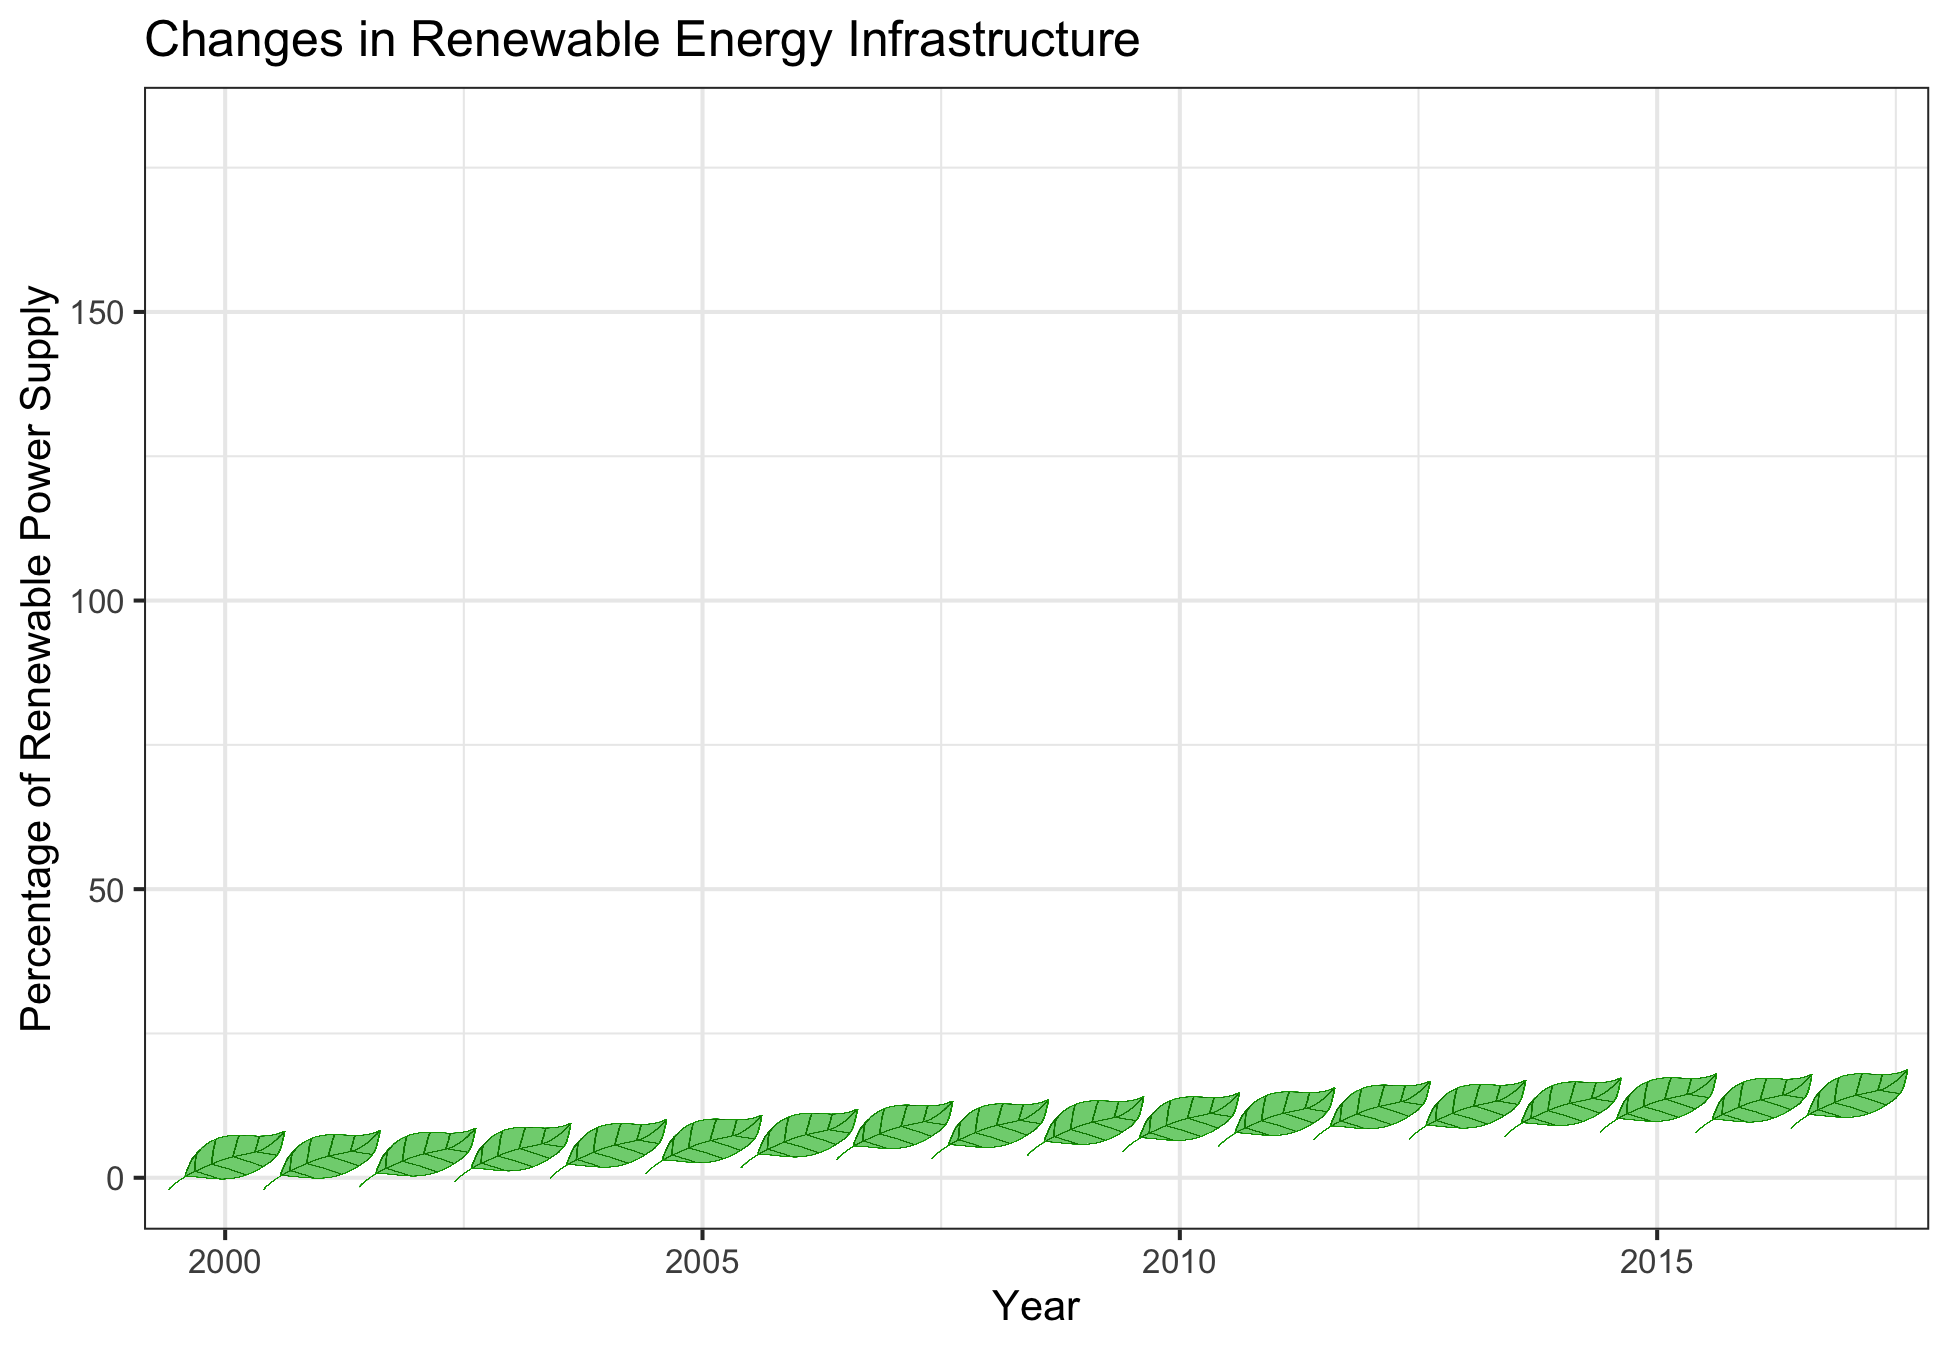 Changes in Renewable Energy Infrastructure
Percentage of Renewable Power Supply
150
100
50
0
2000
2005
2010
2015
Year